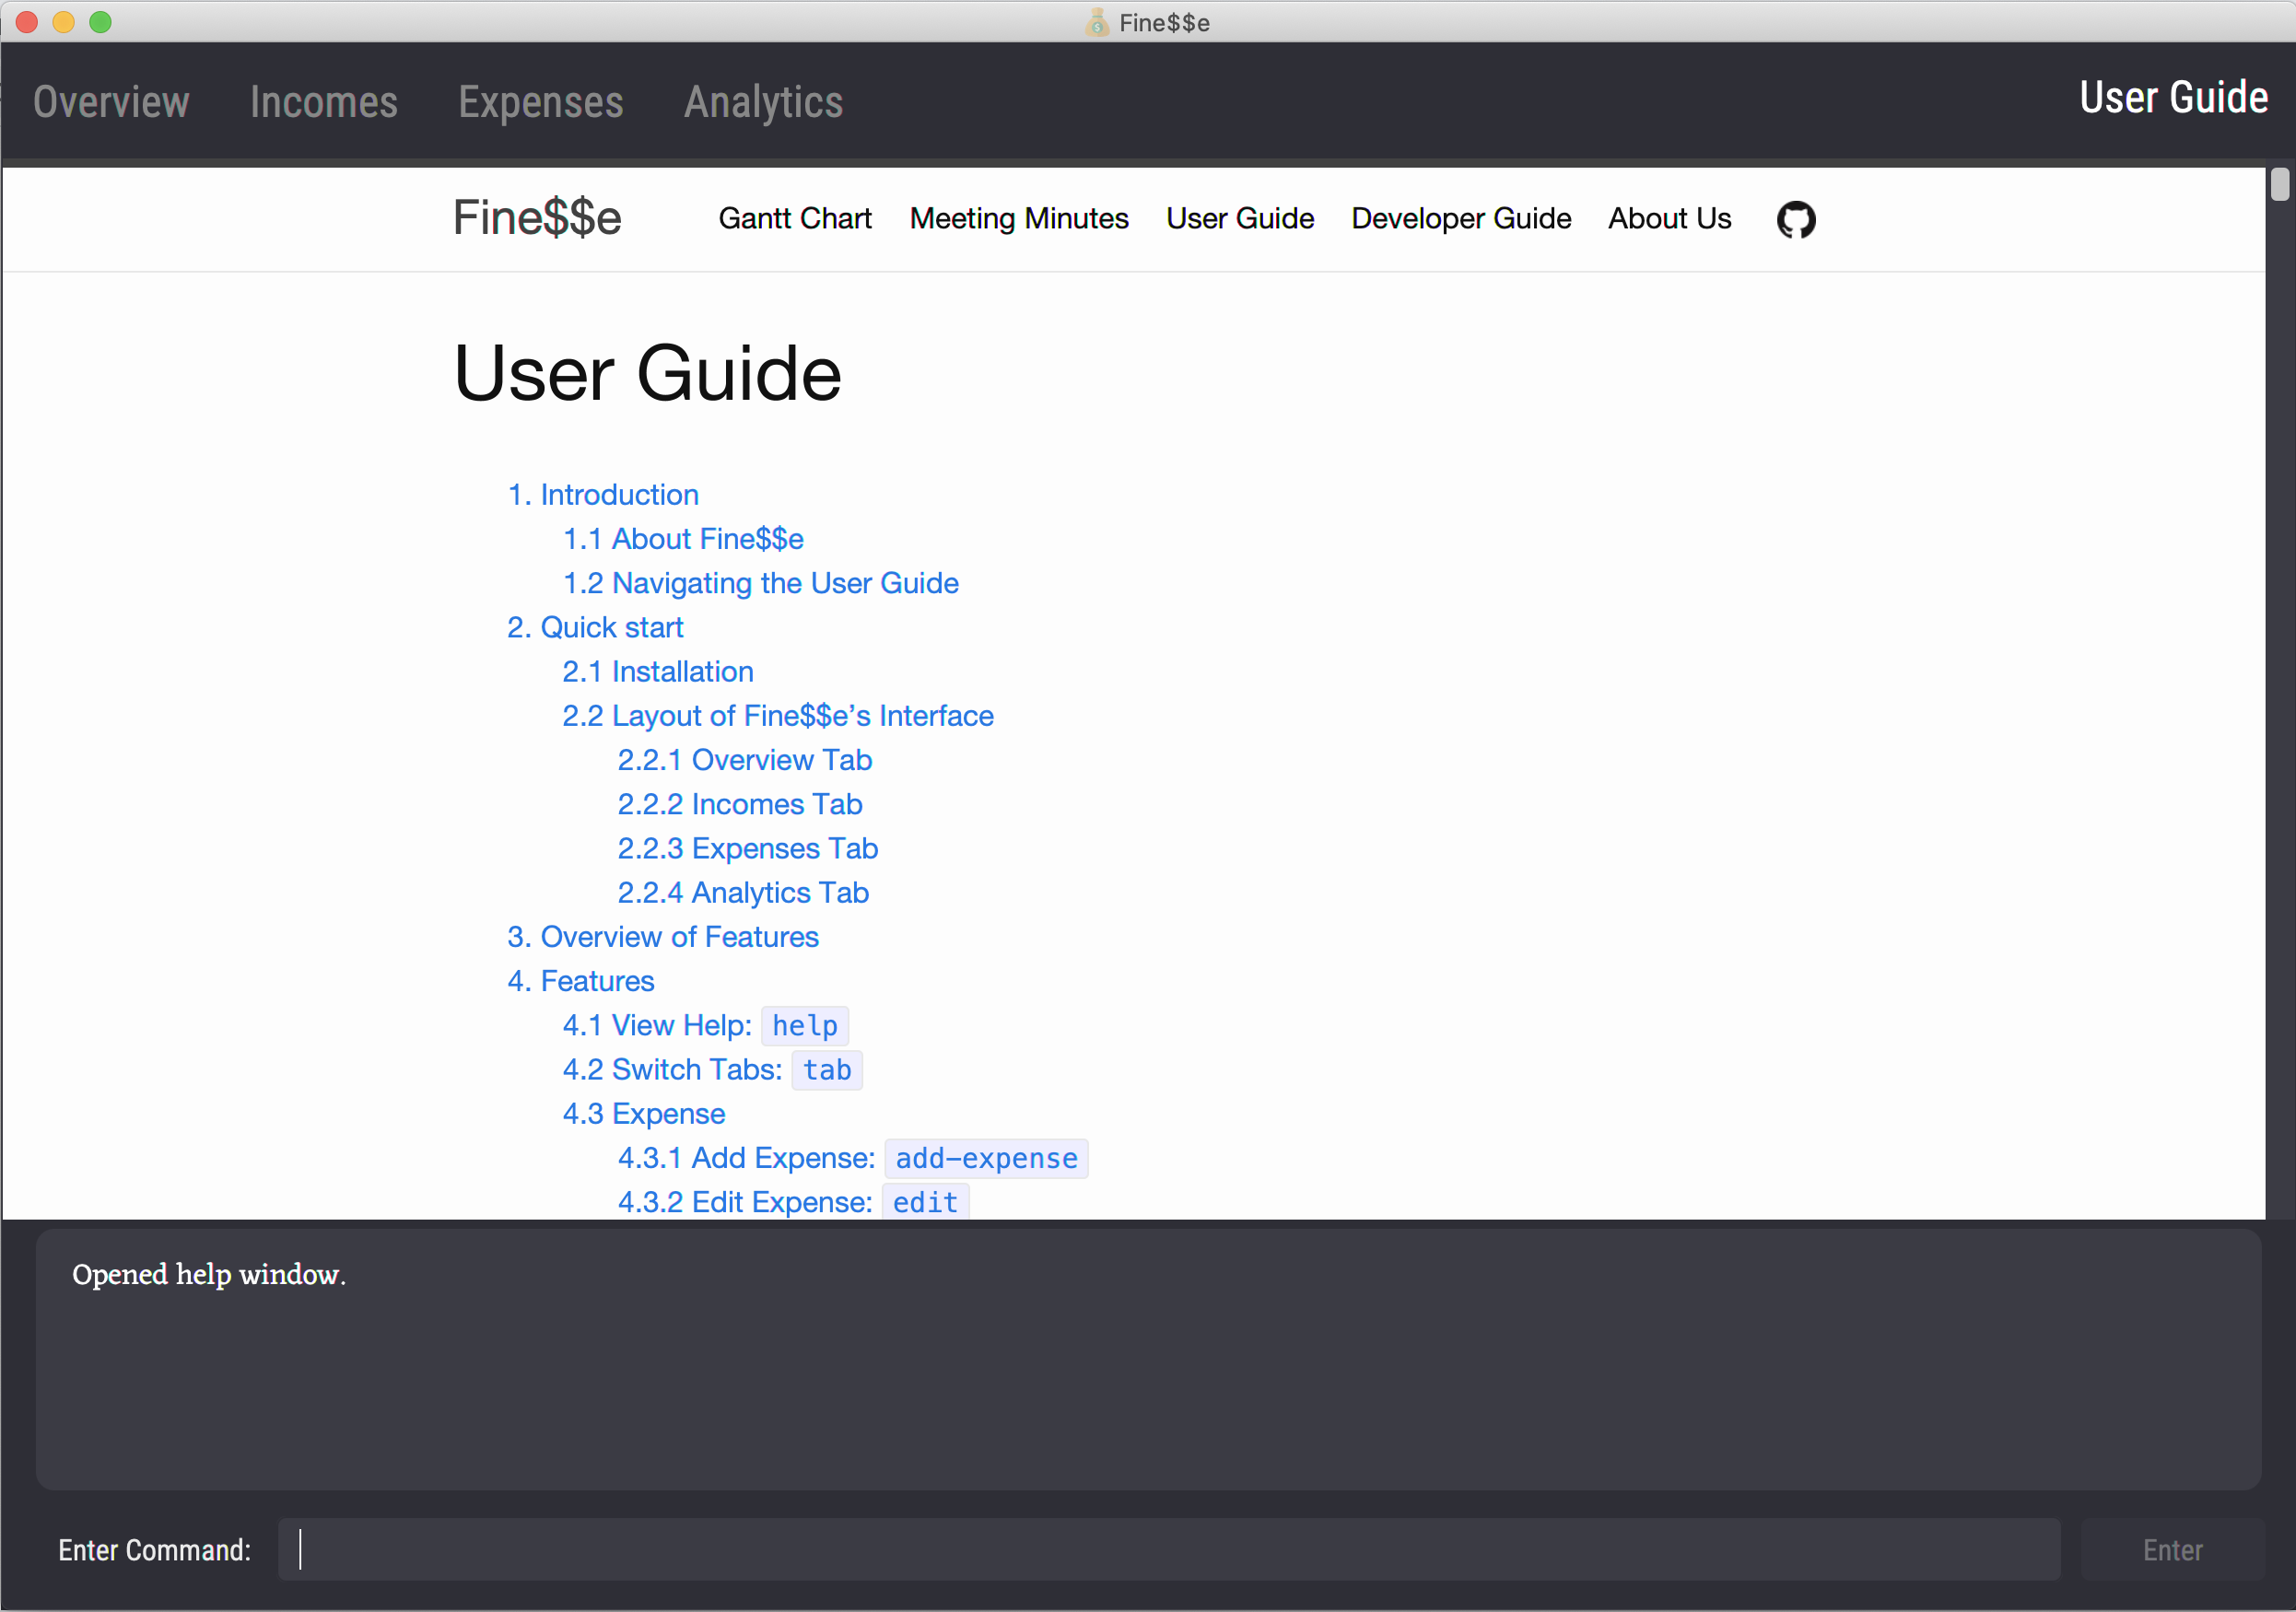 Fine$$e
Overview Incomes Expenses Analytics User Guide
Fine$$e Gantt Chart Meeting Minutes User Guide Developer Guide About Us
User Guide
1. Introduction
1.1 About Fine$$e
1.2 Navigating the User Guide
2. Quick start
2.1 Installation
2.2 Layout of Fine$$e’s Interface
2.2.1 Overview Tab
2.2.2 Incomes Tab
2.2.3 Expenses Tab
2.2.4 Analytics Tab
3. Overview of Features
4. Features
4.1 View Help: help
4.2 Switch Tabs: tab
4.3 Expense
4.3.1 Add Expense: add-expense
4.3.2 Edit Expense: edit
Opened help window.
Enter Command: Enter